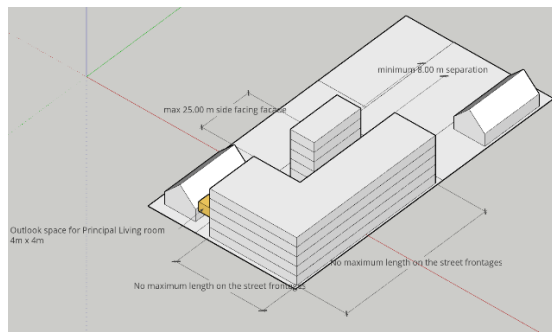 minimum 8.00 m separation
max 25.00 m side facing facade
Outlook space for Principal Living room
4m x 4m
No maximum length on the street frontages
No maximum length on the street frontages